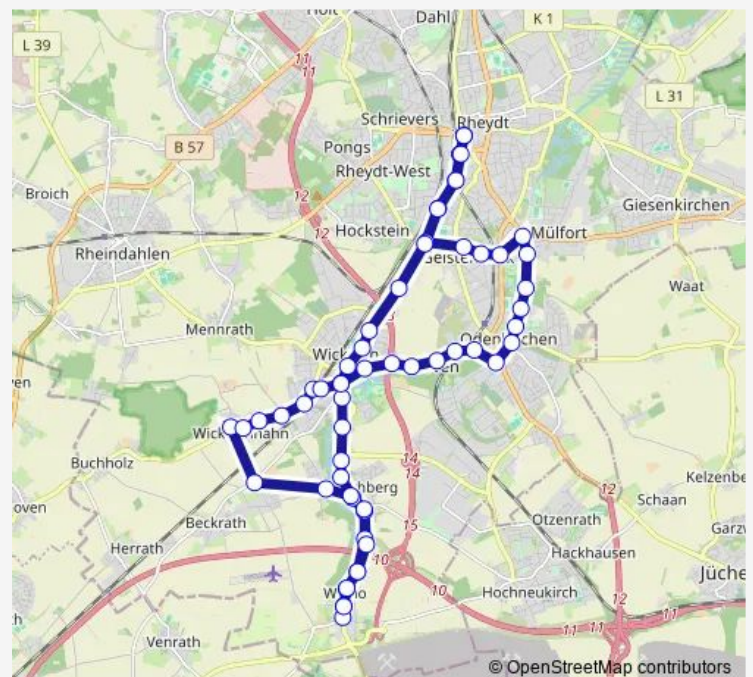 Holt
Dahl
K 1
L 39
11
11
L 31
Schrievers
Rheydt
B 57
Pongs
Rheydt-West
12
Broich
12
Giesenkirchen
Hockstein
Mülfort
Rheindahlen
Waat
Mennrath
Buchholz
14
14
12
Kelzenbe
Schaan
oven
15
Beckrath
Otzenrath
Garzw
Herrath
10
Hackhausen
Jüche
10
Hochneukirch
12
11
Venrath
11
11
© OpenStreetMap contributors